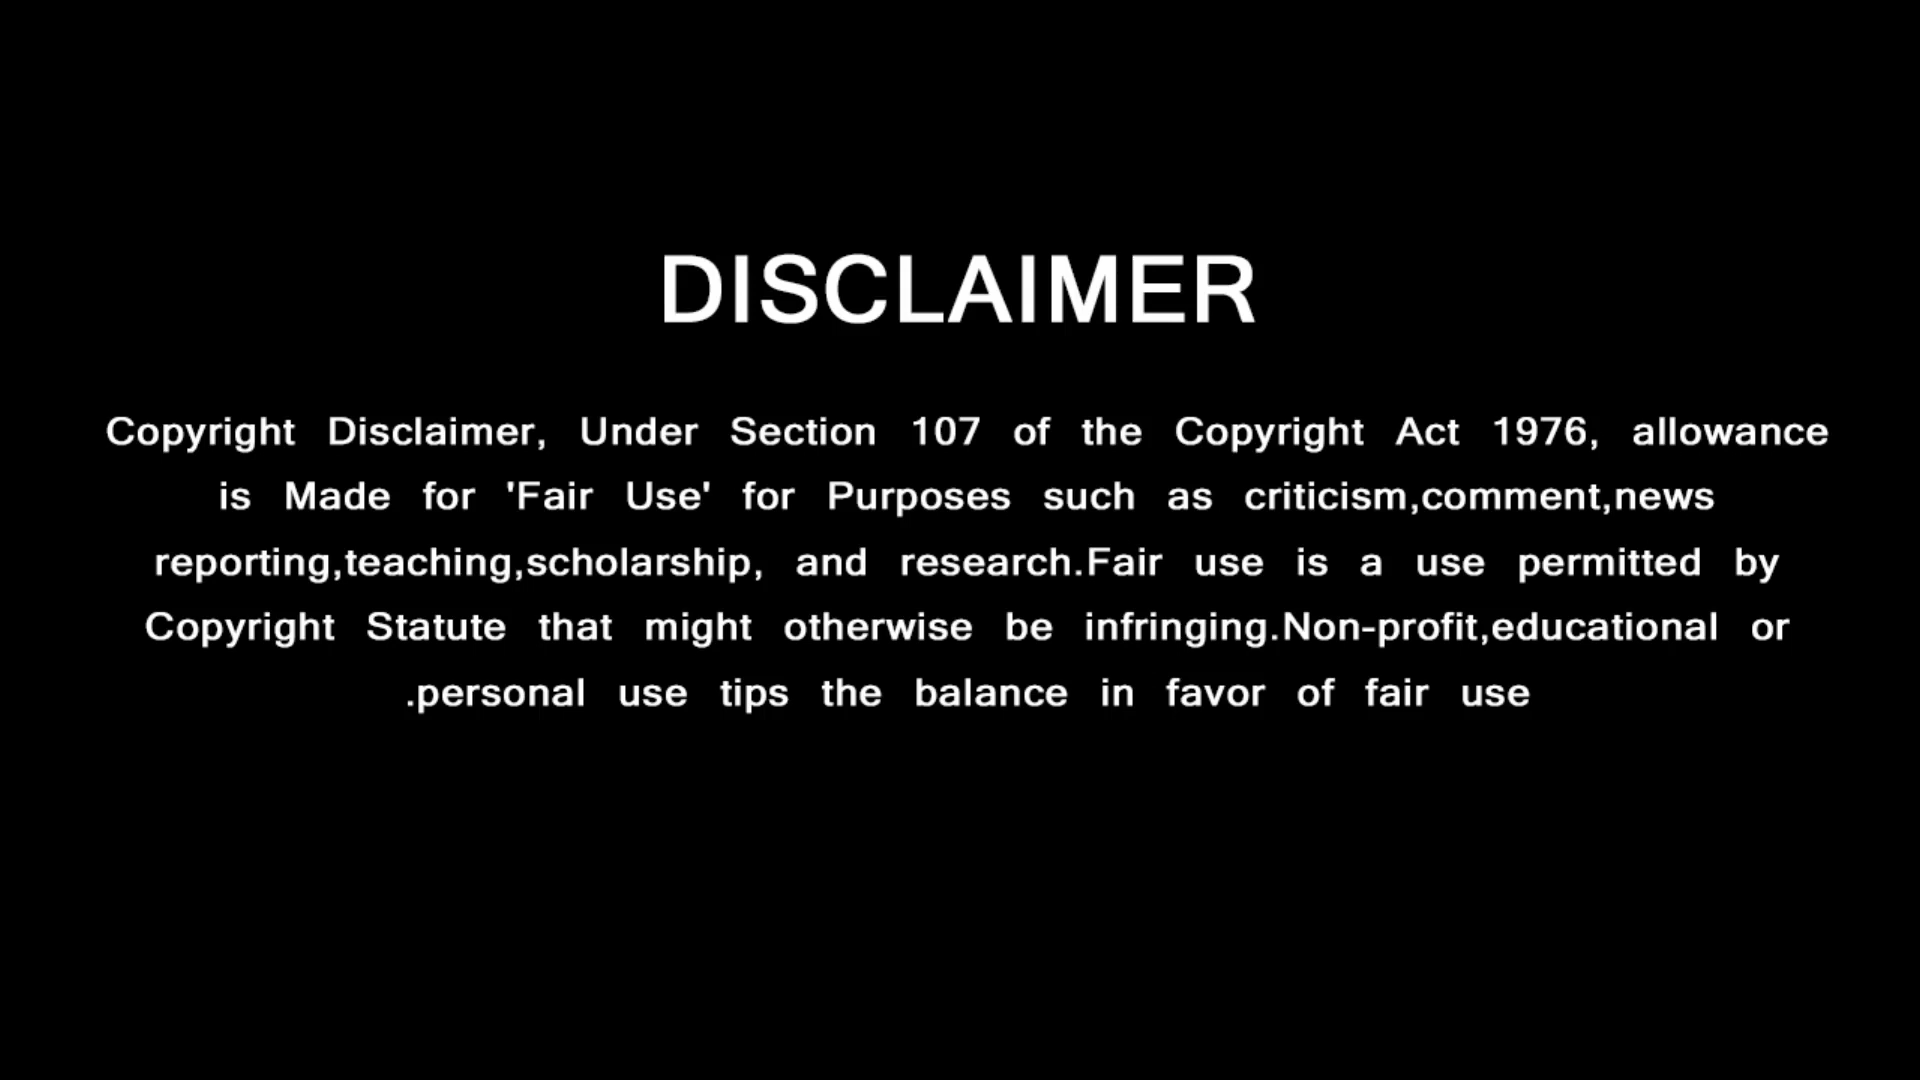 DISCLAIMER
Copyright Disclaimer, Under Section 107 of the Copyright Act 1976, allowance
is Made for 'Fair Use' for Purposes such as criticism,comment,news
reporting,teaching,scholarship, and research.Fair use is a use permitted by
Copyright Statute that might otherwise be infringing.Non-profit,educational or
.personal use tips the balance in favor of fair use